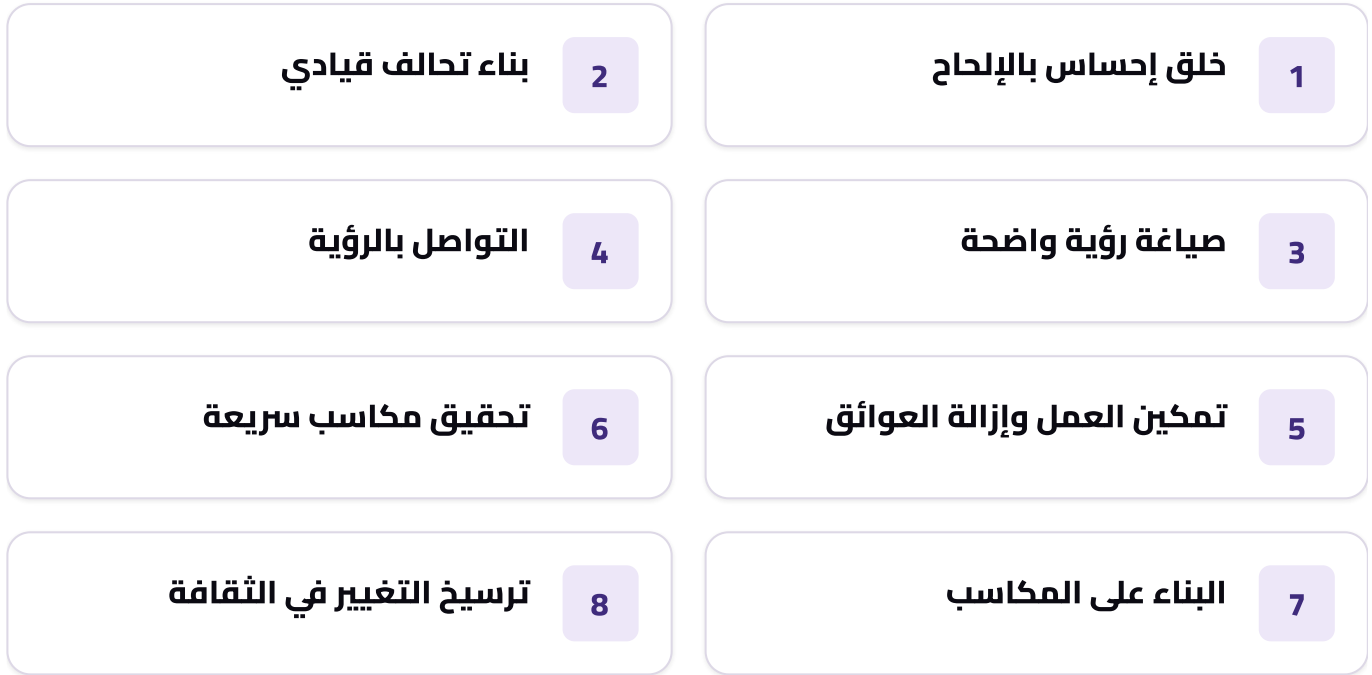 1
خلق إحساس بالإلحاح
2
بناء تحالف قيادي
3
صياغة رؤية واضحة
4
التواصل بالرؤية
5
تمكين العمل وإزالة العوائق
6
تحقيق مكاسب سريعة
7
البناء على المكاسب
8
ترسيخ التغيير في الثقافة